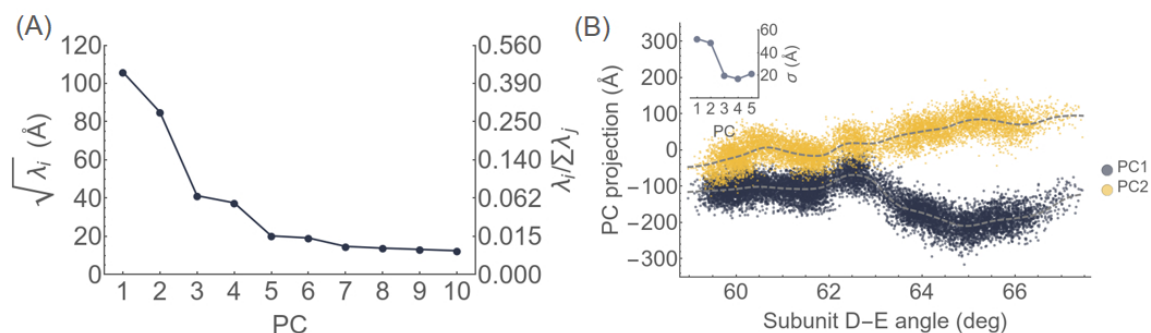 (A)
120
100
80
60
40
20
0
√λᵢ (Å)
0.560
0.390
0.250
0.140
0.062
0.015
0.000
λᵢ/Σλⱼ
1 2 3 4 5 6 7 8 9 10
PC
(B)
300
200
100
0
−100
−200
−300
PC projection (Å)
60
40
20
σ (Å)
1 2 3 4 5
PC
60 62 64 66
Subunit D−E angle (deg)
PC1
PC2